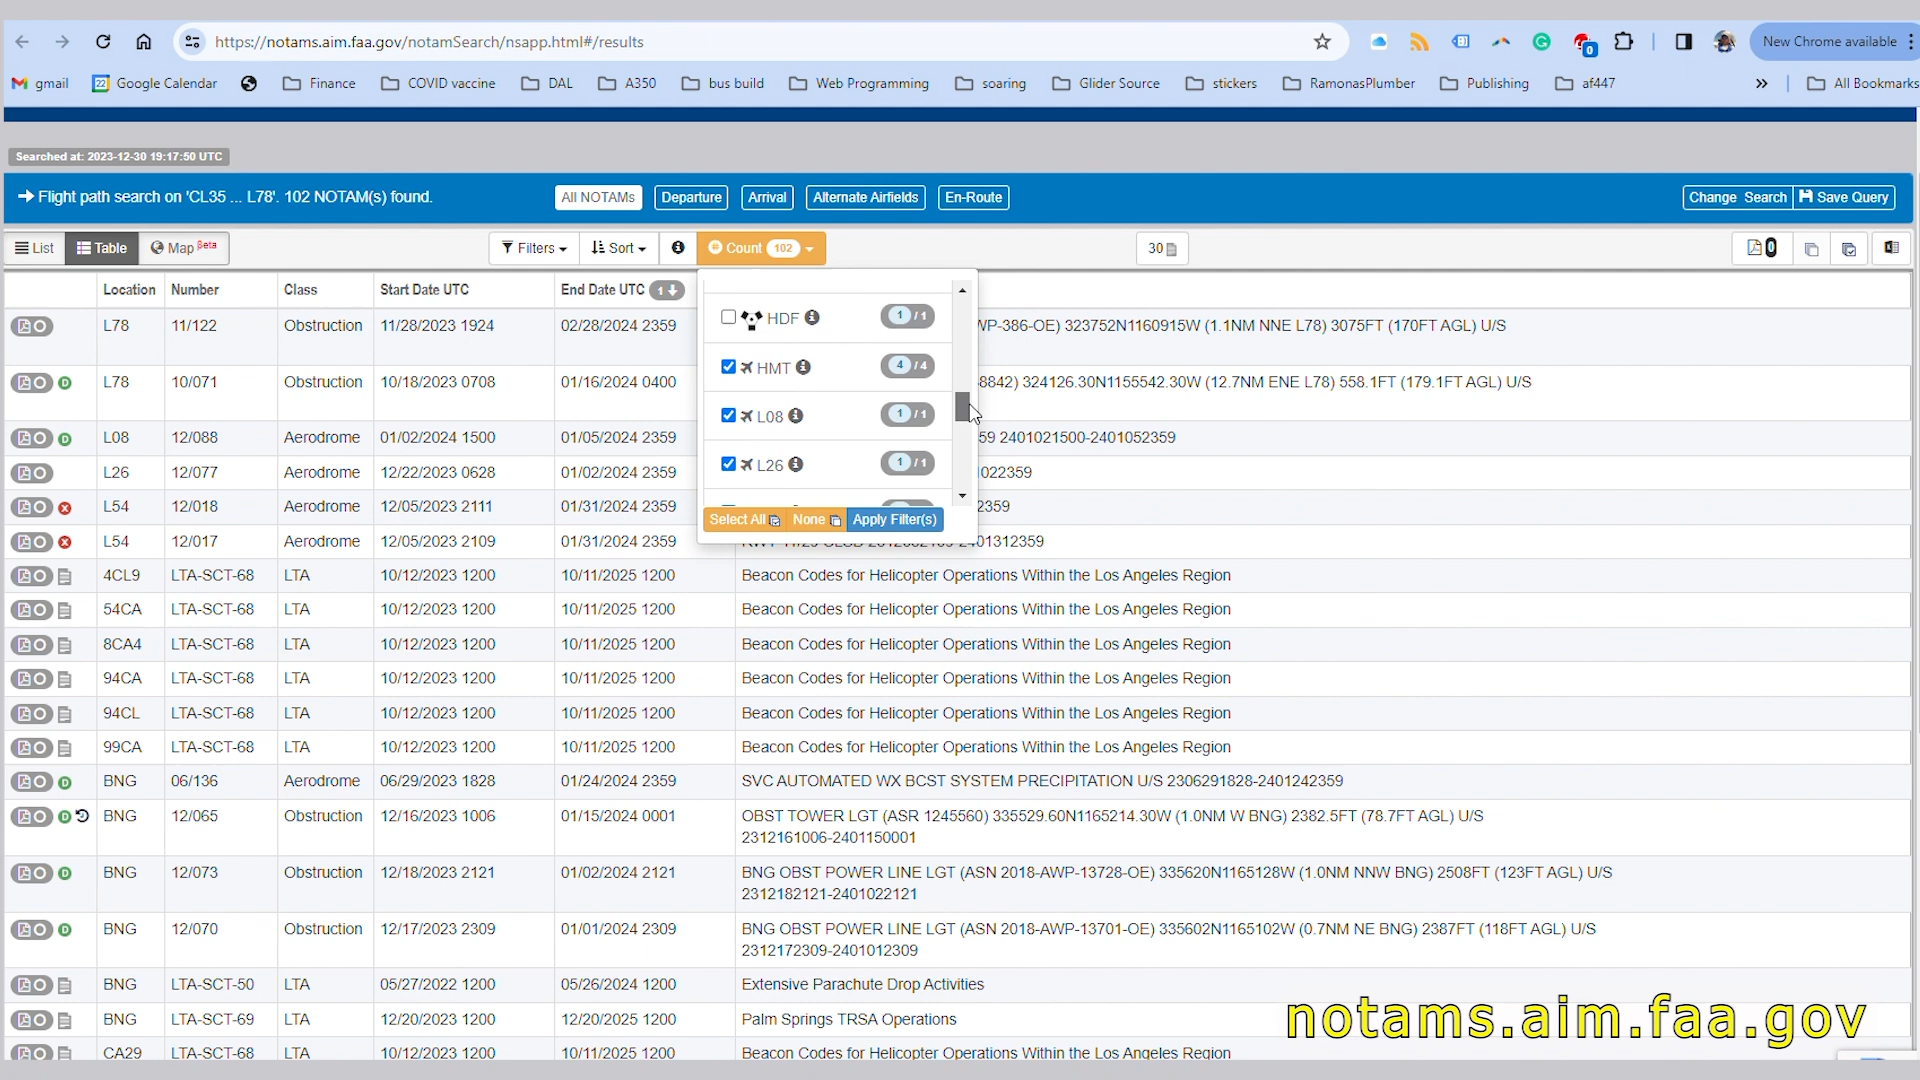 https://notams.aim.faa.gov/notamSearch/nsapp.html#/results
0
New Chrome available
gmail
22
Google Calendar
Finance
COVID vaccine
DAL
A350
bus build
Web Programming
soaring
Glider Source
stickers
RamonasPlumber
Publishing
af447
All Bookmarks
Searched at: 2023-12-30 19:17:50 UTC
Flight path search on 'CL35 ... L78'. 102 NOTAM(s) found.
All NOTAMs
Departure
Arrival
Alternate Airfields
En-Route
Change Search
Save Query
List
Table
Map Beta
Filters
Sort
Count 102
30
0
Location Number Class Start Date UTC End Date UTC 1
HDF 1 / 1
HMT 4 / 4
L08 1 / 1
L26 1 / 1
Select All
None
Apply Filter(s)
L78 11/122 Obstruction 11/28/2023 1924 02/28/2024 2359 WP-386-OE) 323752N1160915W (1.1NM NNE L78) 3075FT (170FT AGL) U/S
D L78 10/071 Obstruction 10/18/2023 0708 01/16/2024 0400 8842) 324126.30N1155542.30W (12.7NM ENE L78) 558.1FT (179.1FT AGL) U/S
D L08 12/088 Aerodrome 01/02/2024 1500 01/05/2024 2359 59 2401021500-2401052359
L26 12/077 Aerodrome 12/22/2023 0628 01/02/2024 2359 1022359
L54 12/018 Aerodrome 12/05/2023 2111 01/31/2024 2359 2359
L54 12/017 Aerodrome 12/05/2023 2109 01/31/2024 2359 RWY 11/29 CLSD 2312052109-2401312359
4CL9 LTA-SCT-68 LTA 10/12/2023 1200 10/11/2025 1200 Beacon Codes for Helicopter Operations Within the Los Angeles Region
54CA LTA-SCT-68 LTA 10/12/2023 1200 10/11/2025 1200 Beacon Codes for Helicopter Operations Within the Los Angeles Region
8CA4 LTA-SCT-68 LTA 10/12/2023 1200 10/11/2025 1200 Beacon Codes for Helicopter Operations Within the Los Angeles Region
94CA LTA-SCT-68 LTA 10/12/2023 1200 10/11/2025 1200 Beacon Codes for Helicopter Operations Within the Los Angeles Region
94CL LTA-SCT-68 LTA 10/12/2023 1200 10/11/2025 1200 Beacon Codes for Helicopter Operations Within the Los Angeles Region
99CA LTA-SCT-68 LTA 10/12/2023 1200 10/11/2025 1200 Beacon Codes for Helicopter Operations Within the Los Angeles Region
D BNG 06/136 Aerodrome 06/29/2023 1828 01/24/2024 2359 SVC AUTOMATED WX BCST SYSTEM PRECIPITATION U/S 2306291828-2401242359
D BNG 12/065 Obstruction 12/16/2023 1006 01/15/2024 0001 OBST TOWER LGT (ASR 1245560) 335529.60N1165214.30W (1.0NM W BNG) 2382.5FT (78.7FT AGL) U/S
2312161006-2401150001
D BNG 12/073 Obstruction 12/18/2023 2121 01/02/2024 2121 BNG OBST POWER LINE LGT (ASN 2018-AWP-13728-OE) 335620N1165128W (1.0NM NNW BNG) 2508FT (123FT AGL) U/S
2312182121-2401022121
D BNG 12/070 Obstruction 12/17/2023 2309 01/01/2024 2309 BNG OBST POWER LINE LGT (ASN 2018-AWP-13701-OE) 335602N1165102W (0.7NM NE BNG) 2387FT (118FT AGL) U/S
2312172309-2401012309
BNG LTA-SCT-50 LTA 05/27/2022 1200 05/26/2024 1200 Extensive Parachute Drop Activities
BNG LTA-SCT-69 LTA 12/20/2023 1200 12/20/2025 1200 Palm Springs TRSA Operations
CA29 LTA-SCT-68 LTA 10/12/2023 1200 10/11/2025 1200 Beacon Codes for Helicopter Operations Within the Los Angeles Region
notams.aim.faa.gov